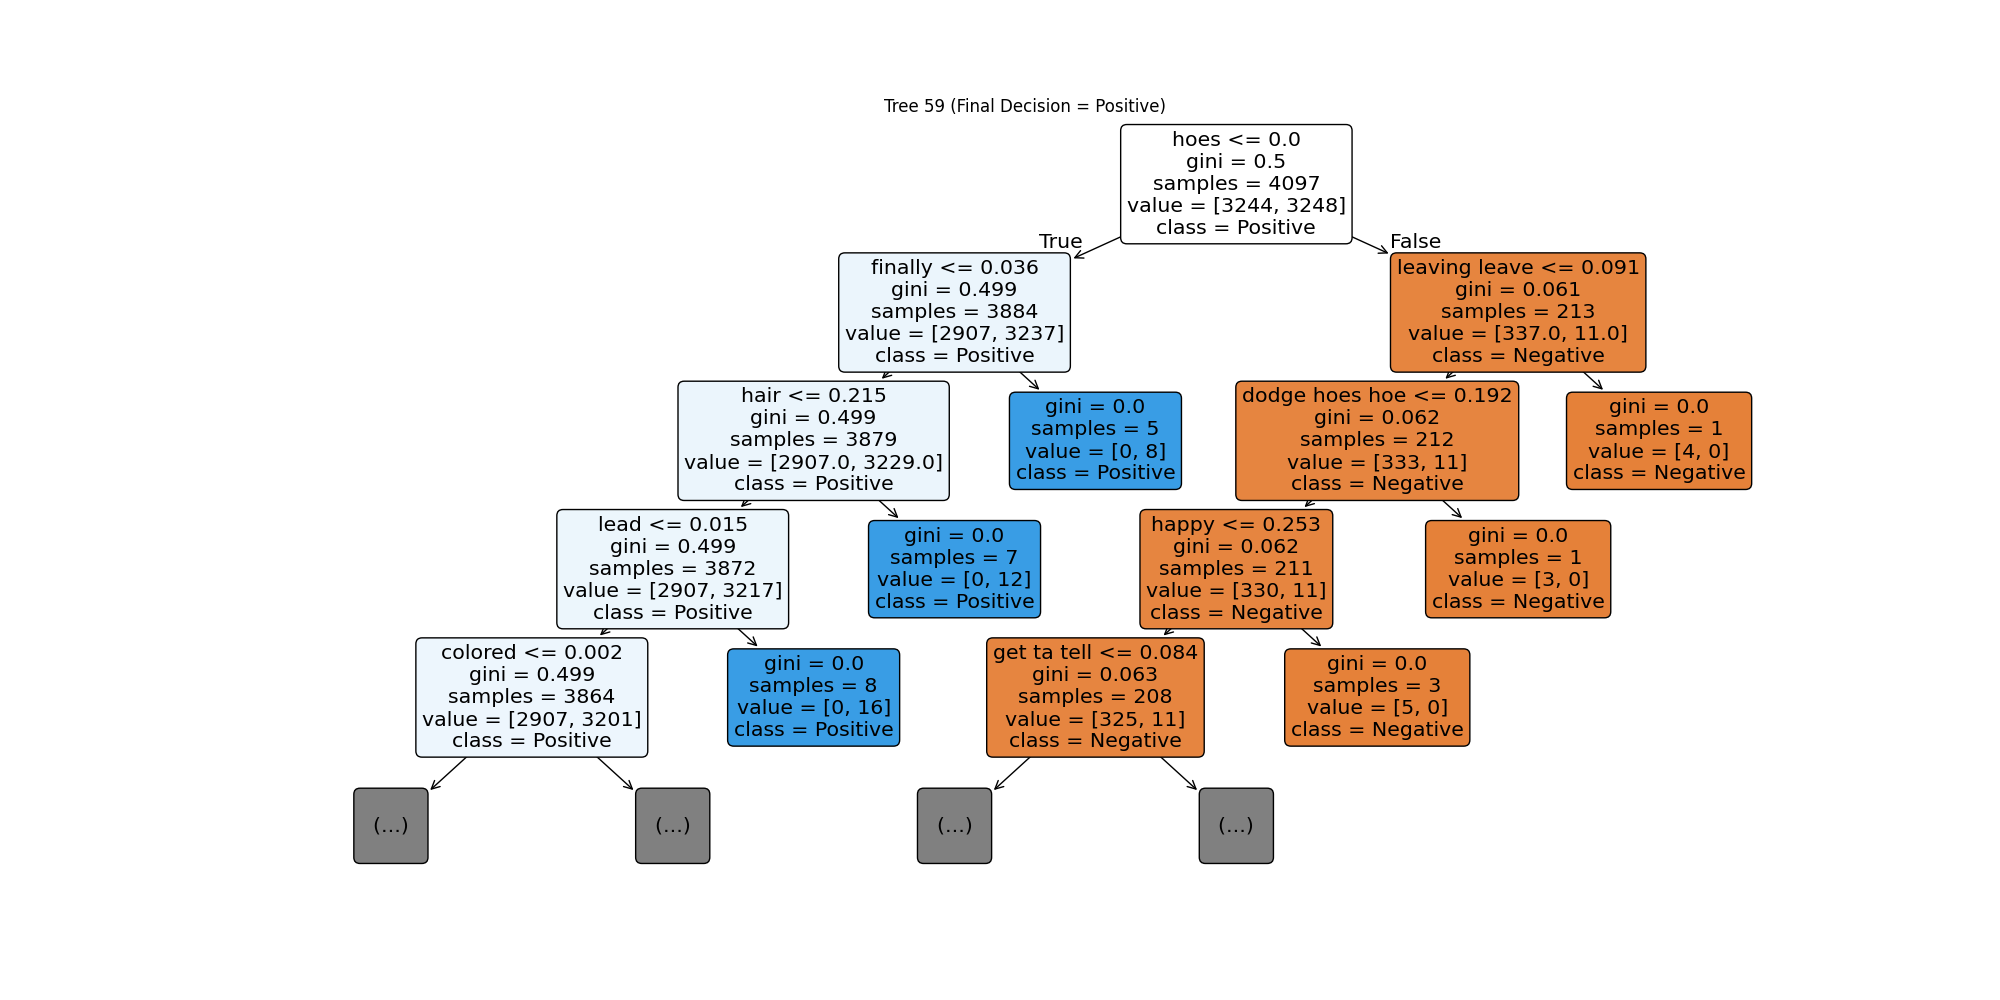 Tree 59 (Final Decision = Positive)
hoes <= 0.0
gini = 0.5
samples = 4097
value = [3244, 3248]
class = Positive
True
False
finally <= 0.036
gini = 0.499
samples = 3884
value = [2907, 3237]
class = Positive
leaving leave <= 0.091
gini = 0.061
samples = 213
value = [337.0, 11.0]
class = Negative
hair <= 0.215
gini = 0.499
samples = 3879
value = [2907.0, 3229.0]
class = Positive
gini = 0.0
samples = 5
value = [0, 8]
class = Positive
dodge hoes hoe <= 0.192
gini = 0.062
samples = 212
value = [333, 11]
class = Negative
gini = 0.0
samples = 1
value = [4, 0]
class = Negative
lead <= 0.015
gini = 0.499
samples = 3872
value = [2907, 3217]
class = Positive
gini = 0.0
samples = 7
value = [0, 12]
class = Positive
happy <= 0.253
gini = 0.062
samples = 211
value = [330, 11]
class = Negative
gini = 0.0
samples = 1
value = [3, 0]
class = Negative
colored <= 0.002
gini = 0.499
samples = 3864
value = [2907, 3201]
class = Positive
gini = 0.0
samples = 8
value = [0, 16]
class = Positive
get ta tell <= 0.084
gini = 0.063
samples = 208
value = [325, 11]
class = Negative
gini = 0.0
samples = 3
value = [5, 0]
class = Negative
(...)
(...)
(...)
(...)